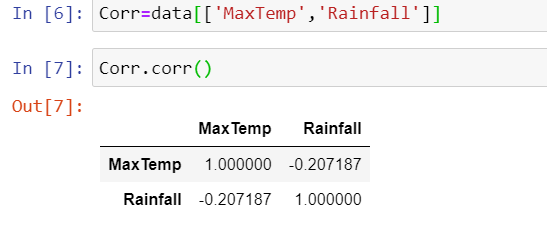 In [6]: Corr=data[['MaxTemp','Rainfall']]
In [7]: Corr.corr()
Out[7]:
MaxTemp Rainfall
MaxTemp 1.000000 -0.207187
Rainfall -0.207187 1.000000